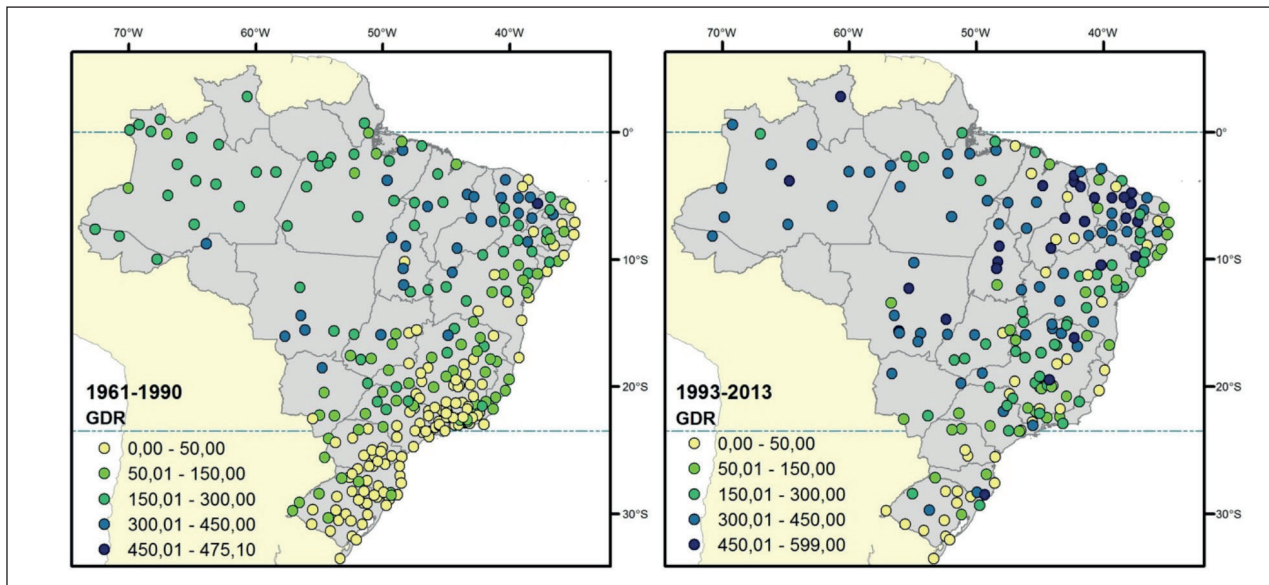 70°W 60°W 50°W 40°W
0°
10°S
20°S
30°S
1961-1990
GDR
0,00 - 50,00
50,01 - 150,00
150,01 - 300,00
300,01 - 450,00
450,01 - 475,10
70°W 60°W 50°W 40°W
0°
10°S
20°S
30°S
1993-2013
GDR
0,00 - 50,00
50,01 - 150,00
150,01 - 300,00
300,01 - 450,00
450,01 - 599,00